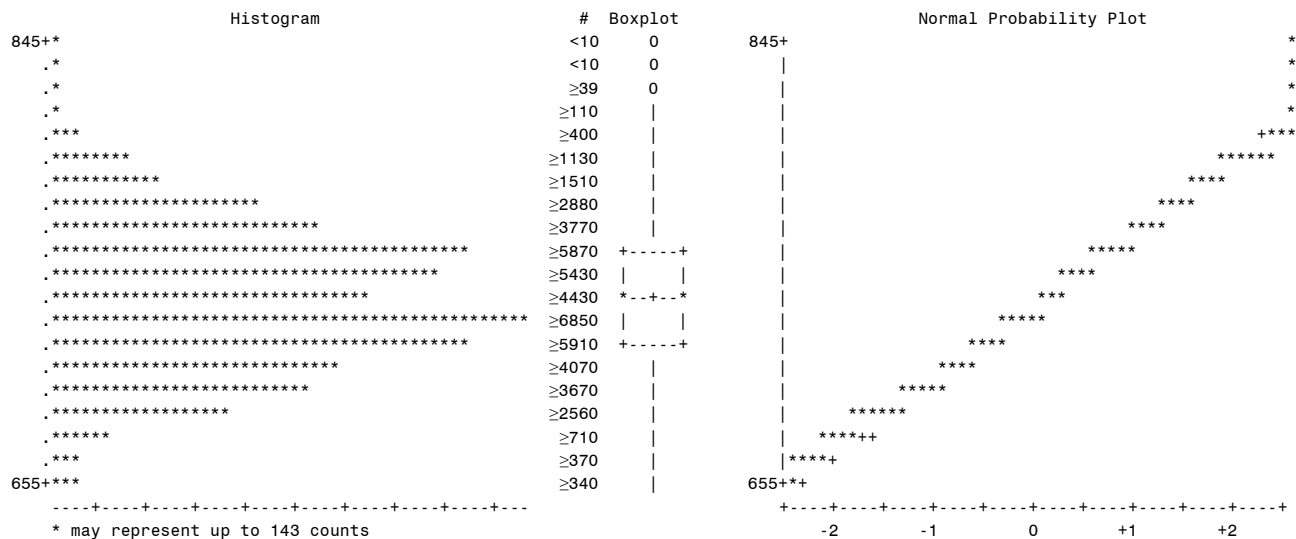 Histogram # Boxplot Normal Probability Plot
845+* <10 0 845+ *
.* <10 0 | *
.* ≥39 0 | *
.* ≥110 | | *
.*** ≥400 | | +***
.******** ≥1130 | | ******
.*********** ≥1510 | | ****
.********************* ≥2880 | | ****
.*************************** ≥3770 | | ****
.****************************************** ≥5870 +-----+ | *****
.*************************************** ≥5430 | | | ****
.******************************** ≥4430 *--+--* | ***
.************************************************ ≥6850 | | | *****
.****************************************** ≥5910 +-----+ | ****
.***************************** ≥4070 | | ****
.************************** ≥3670 | | *****
.****************** ≥2560 | | ******
.****** ≥710 | | ****++
.*** ≥370 | |****+
655+*** ≥340 | 655+*+
----+----+----+----+----+----+----+----+----+--- +----+----+----+----+----+----+----+----+----+----+
* may represent up to 143 counts -2 -1 0 +1 +2